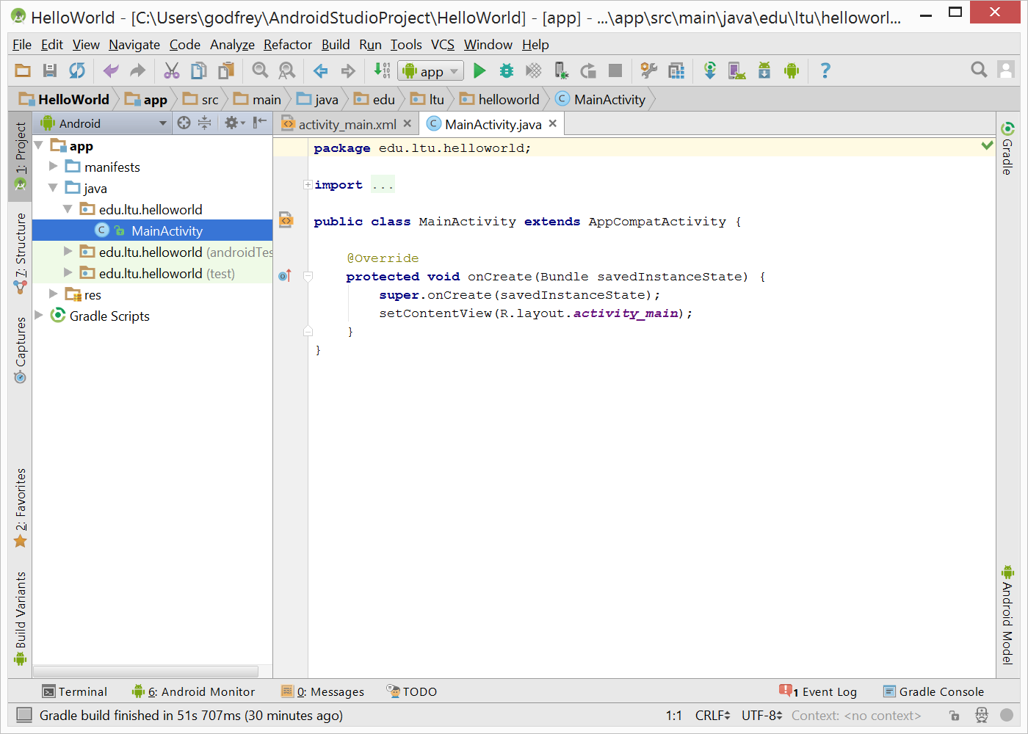 HelloWorld - [C:\Users\godfrey\AndroidStudioProject\HelloWorld] - [app] - ...\app\src\main\java\edu\ltu\helloworl...
File Edit View Navigate Code Analyze Refactor Build Run Tools VCS Window Help
app
?
HelloWorld app src main java edu ltu helloworld MainActivity
Android
activity_main.xml
MainActivity.java
1: Project
7: Structure
Captures
2: Favorites
Build Variants
app
manifests
java
edu.ltu.helloworld
MainActivity
edu.ltu.helloworld (androidTes
edu.ltu.helloworld (test)
res
Gradle Scripts
package edu.ltu.helloworld;
import ...
public class MainActivity extends AppCompatActivity {
@Override
protected void onCreate(Bundle savedInstanceState) {
super.onCreate(savedInstanceState);
setContentView(R.layout.activity_main);
}
}
Gradle
Android Model
Terminal 6: Android Monitor 0: Messages TODO 1 Event Log Gradle Console
Gradle build finished in 51s 707ms (30 minutes ago) 1:1 CRLF UTF-8 Context: <no context>